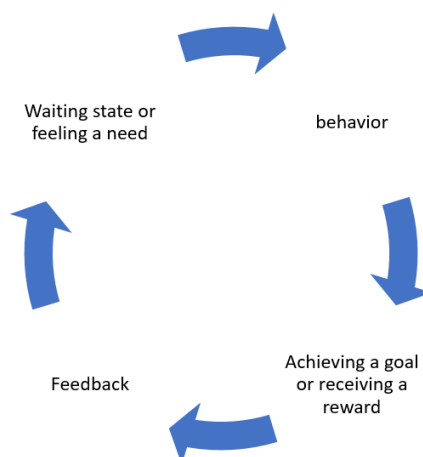 Waiting state or
feeling a need
behavior
Achieving a goal
or receiving a
reward
Feedback